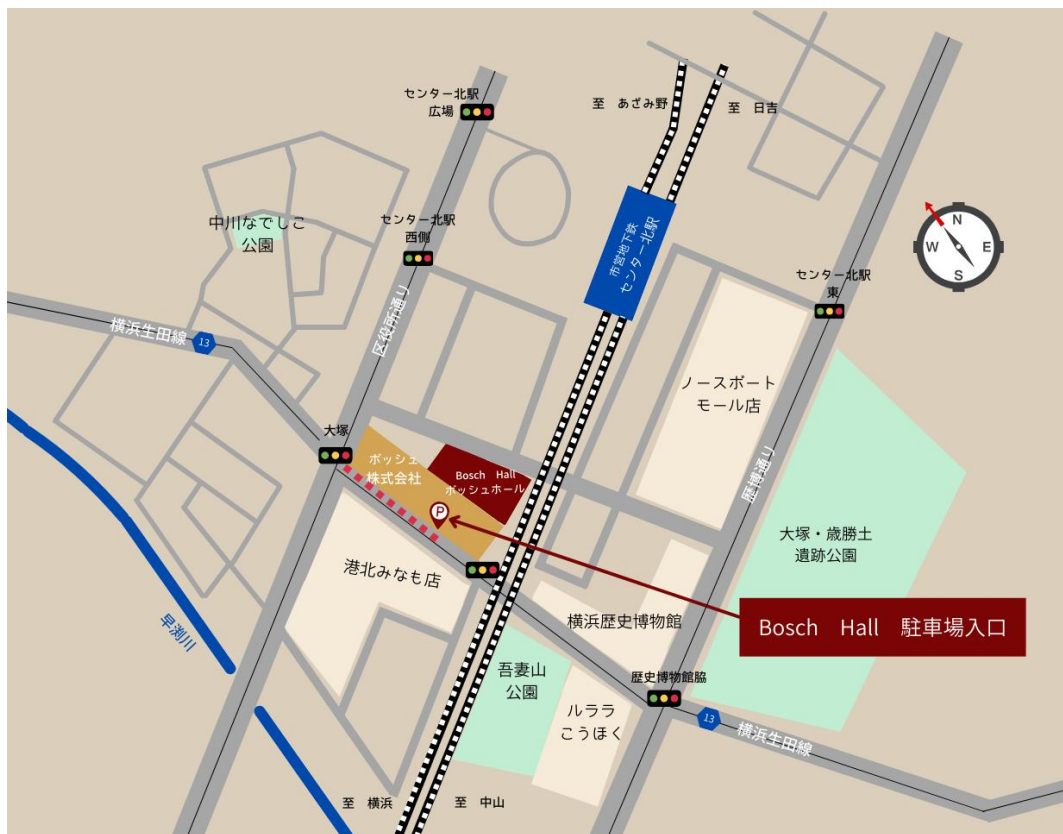 センター北駅
広場
至 あざみ野
至 日吉
中川なでしこ
公園
センター北駅
西側
市営地下鉄
センター北駅
N
W
E
S
センター北駅
東
横浜生田線
13
区役所通り
ノースポート
モール店
大塚
ボッシュ
株式会社
Bosch Hall
ボッシュホール
P
歴博通り
大塚・歳勝土
遺跡公園
港北みなも店
早渕川
横浜歴史博物館
Bosch Hall 駐車場入口
吾妻山
公園
歴史博物館脇
ルララ
こうほく
13
横浜生田線
至 横浜
至 中山